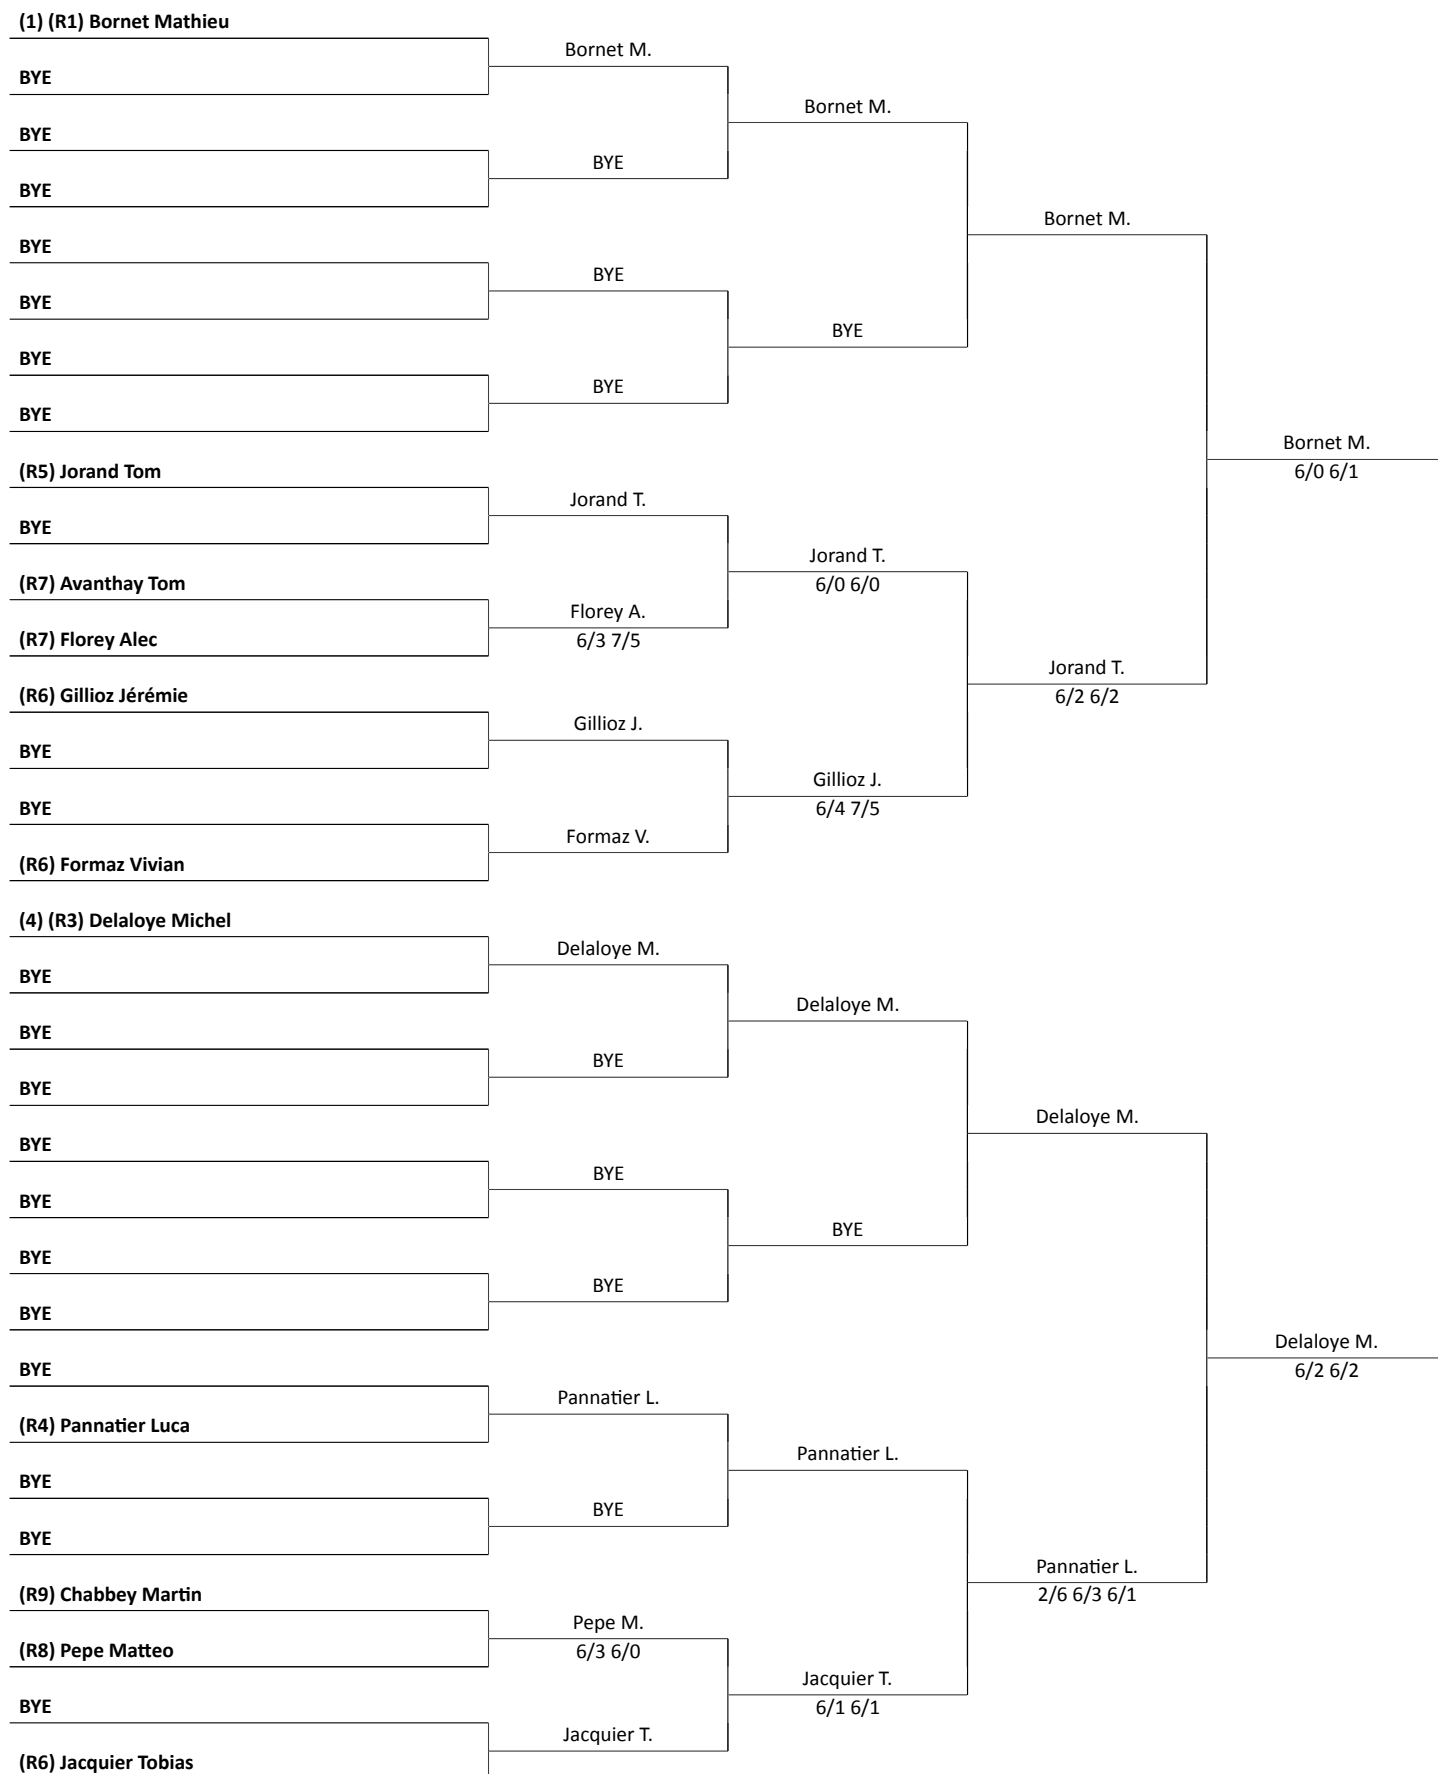 (1) (R1) Bornet Mathieu
Bornet M.
BYE
Bornet M.
BYE
BYE
BYE
Bornet M.
BYE
BYE
BYE
BYE
BYE
BYE
BYE
Bornet M.
6/0 6/1
(R5) Jorand Tom
Jorand T.
BYE
Jorand T.
6/0 6/0
(R7) Avanthay Tom
Florey A.
6/3 7/5
(R7) Florey Alec
Jorand T.
6/2 6/2
(R6) Gillioz Jérémie
Gillioz J.
BYE
Gillioz J.
6/4 7/5
BYE
Formaz V.
(R6) Formaz Vivian
(4) (R3) Delaloye Michel
Delaloye M.
BYE
Delaloye M.
BYE
BYE
BYE
Delaloye M.
BYE
BYE
BYE
BYE
BYE
BYE
BYE
Delaloye M.
6/2 6/2
BYE
Pannatier L.
(R4) Pannatier Luca
Pannatier L.
BYE
BYE
BYE
Pannatier L.
2/6 6/3 6/1
(R9) Chabbey Martin
Pepe M.
6/3 6/0
(R8) Pepe Matteo
Jacquier T.
6/1 6/1
BYE
Jacquier T.
(R6) Jacquier Tobias